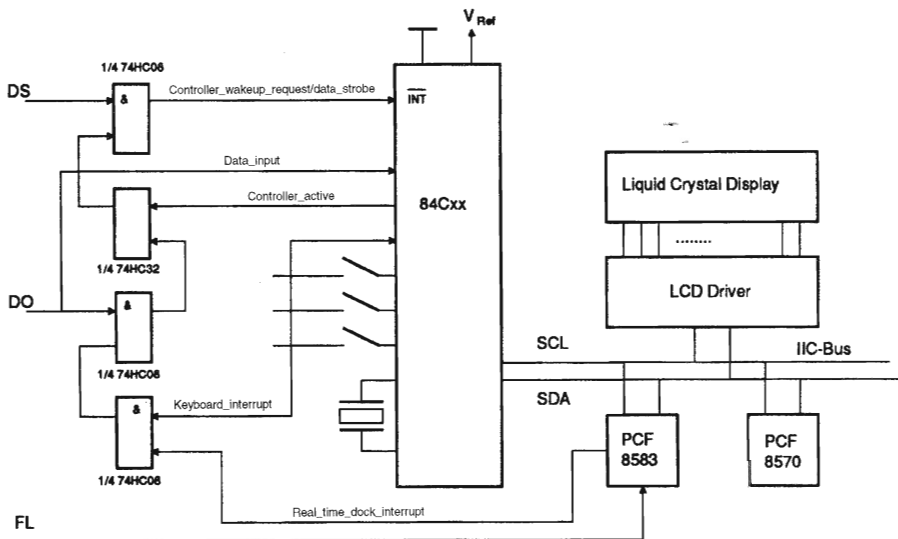 V Ref
1/4 74HC08
DS
&
Controller_wakeup_request/data_strobe
INT
Data_input
Controller_active
84Cxx
Liquid Crystal Display
........
1/4 74HC32
LCD Driver
DO
&
SCL
IIC-Bus
1/4 74HC08
SDA
Keyboard_interrupt
&
PCF
8583
PCF
8570
1/4 74HC08
Real_time_dock_interrupt
FL